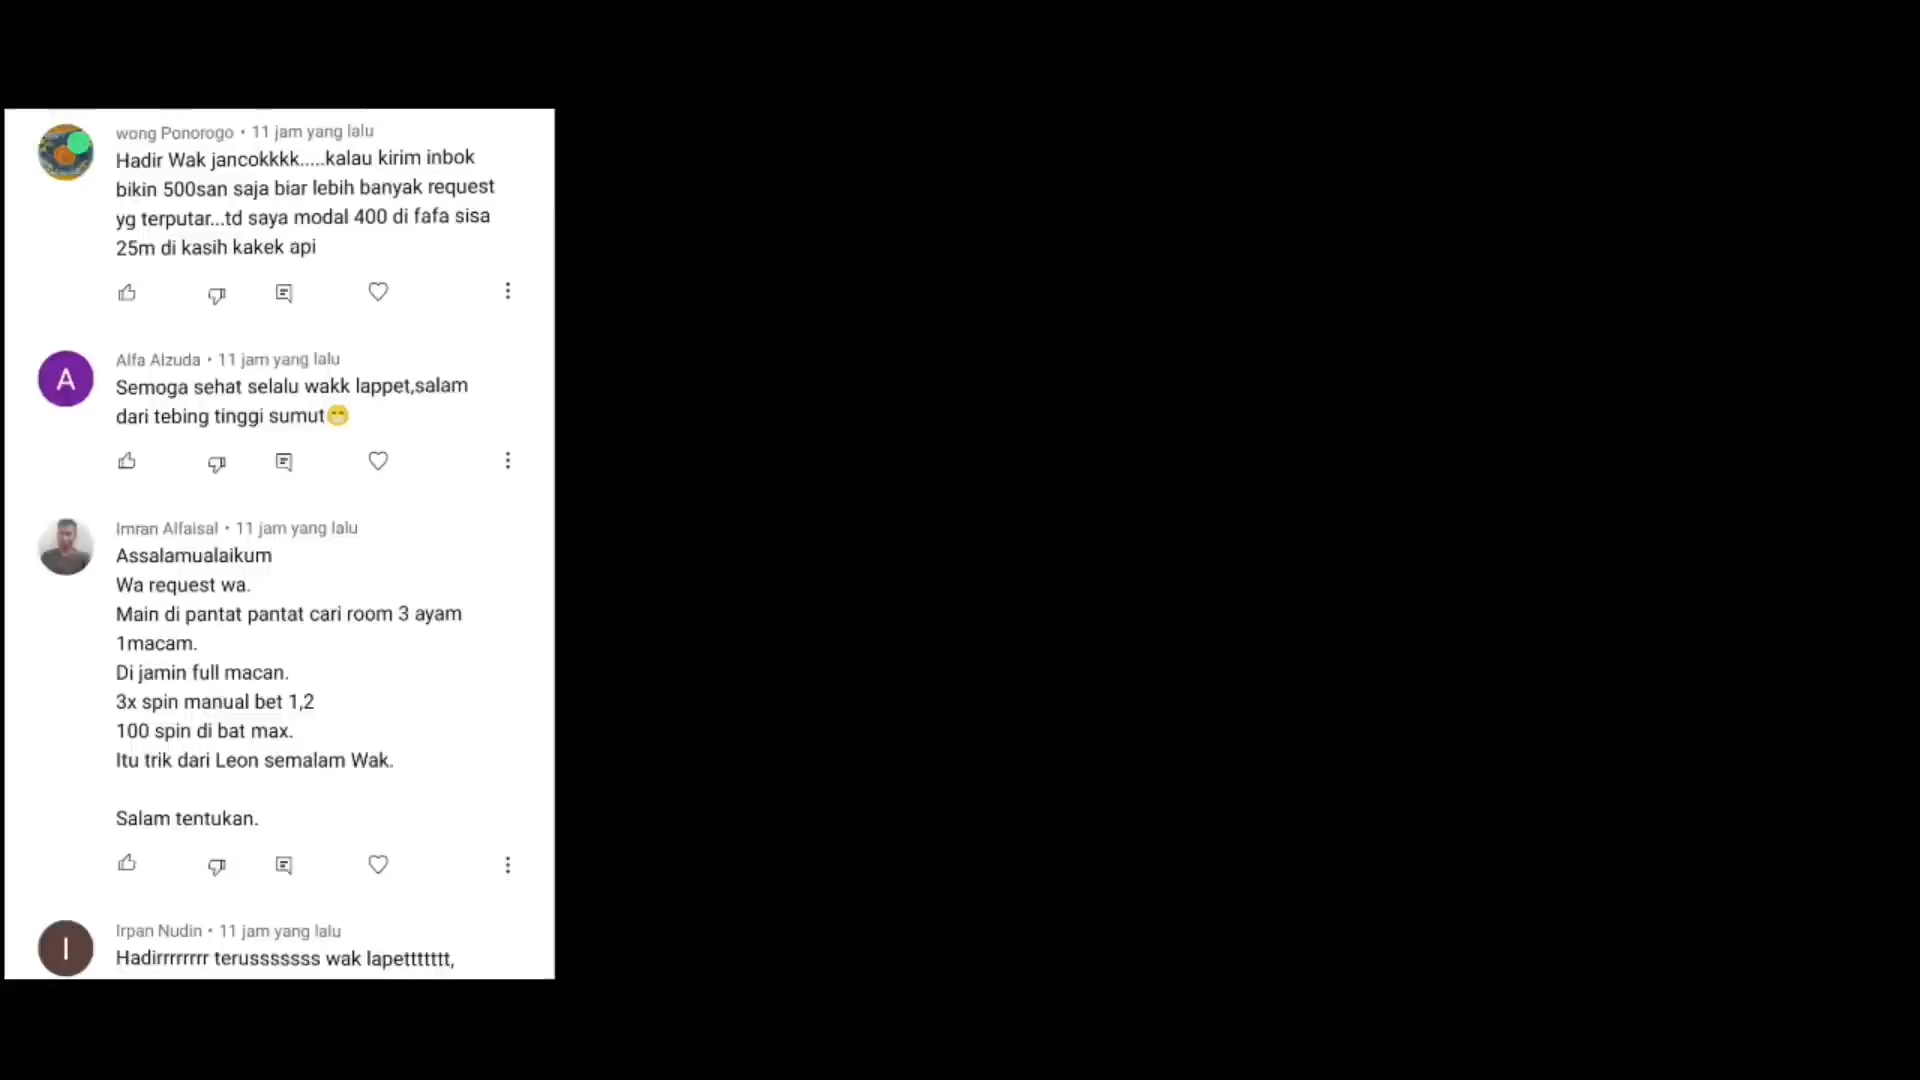 wong Ponorogo • 11 jam yang lalu
Hadir Wak jancokkkk.....kalau kirim inbok
bikin 500san saja biar lebih banyak request
yg terputar...td saya modal 400 di fafa sisa
25m di kasih kakek api
A
Alfa Alzuda • 11 jam yang lalu
Semoga sehat selalu wakk lappet,salam
dari tebing tinggi sumut😁
Imran Alfaisal • 11 jam yang lalu
Assalamualaikum
Wa request wa.
Main di pantat pantat cari room 3 ayam
1macam.
Di jamin full macan.
3x spin manual bet 1,2
100 spin di bat max.
Itu trik dari Leon semalam Wak.
Salam tentukan.
I
Irpan Nudin • 11 jam yang lalu
Hadirrrrrrrr terusssssss wak lapettttttt,